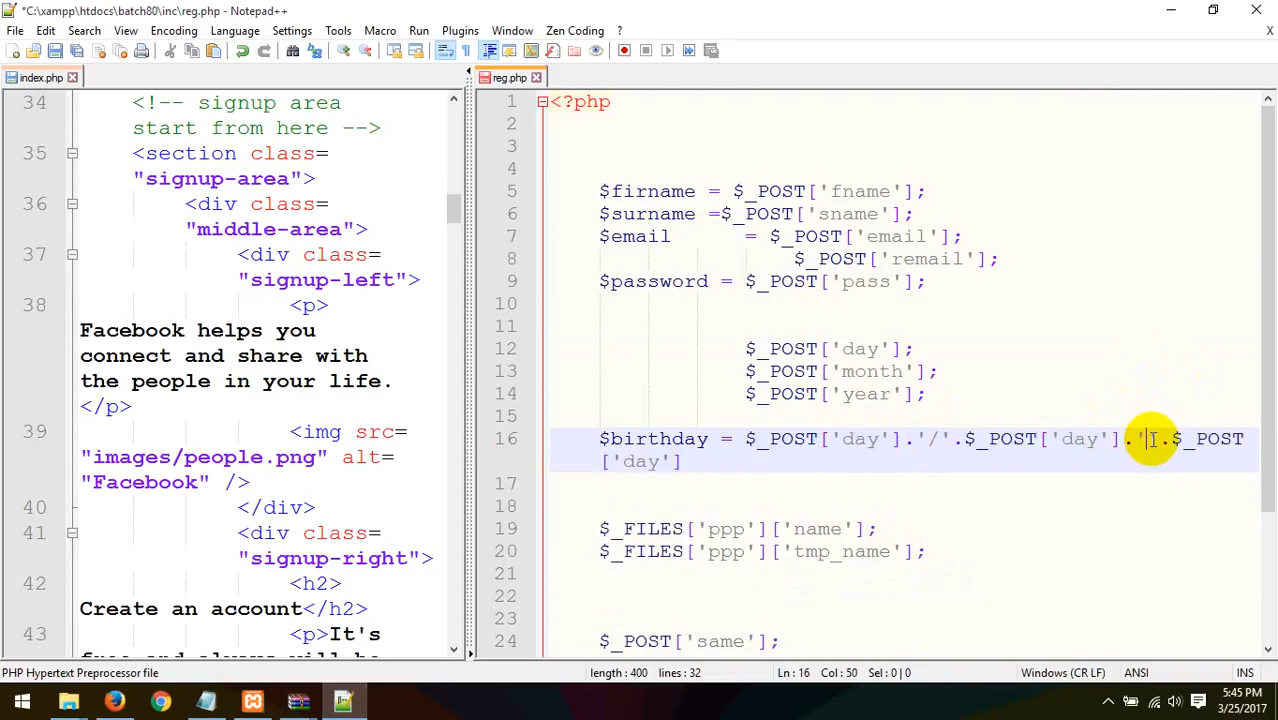 *C:\xampp\htdocs\batch80\inc\reg.php - Notepad++
File Edit Search View Encoding Language Settings Tools Macro Run Plugins Window Zen Coding ?
X
index.php
reg.php
34 <!-- signup area
start from here -->
35 <section class=
"signup-area">
36 <div class=
"middle-area">
37 <div class=
"signup-left">
38 <p>
Facebook helps you
connect and share with
the people in your life.
</p>
39 <img src=
"images/people.png" alt=
"Facebook" />
40 </div>
41 <div class=
"signup-right">
42 <h2>
Create an account</h2>
43 <p>It's
free and always will be
1 <?php
2
3
4
5 $firname = $_POST['fname'];
6 $surname =$_POST['sname'];
7 $email = $_POST['email'];
8 $_POST['remail'];
9 $password = $_POST['pass'];
10
11
12 $_POST['day'];
13 $_POST['month'];
14 $_POST['year'];
15
16 $birthday = $_POST['day'].'/'.$_POST['day'].''.$_POST
['day']
17
18
19 $_FILES['ppp']['name'];
20 $_FILES['ppp']['tmp_name'];
21
22
23
24 $_POST['same'];
PHP Hypertext Preprocessor file
length : 400 lines : 32
Ln : 16 Col : 50 Sel : 0 | 0
Windows (CR LF)
ANSI
INS
5:45 PM
3/25/2017